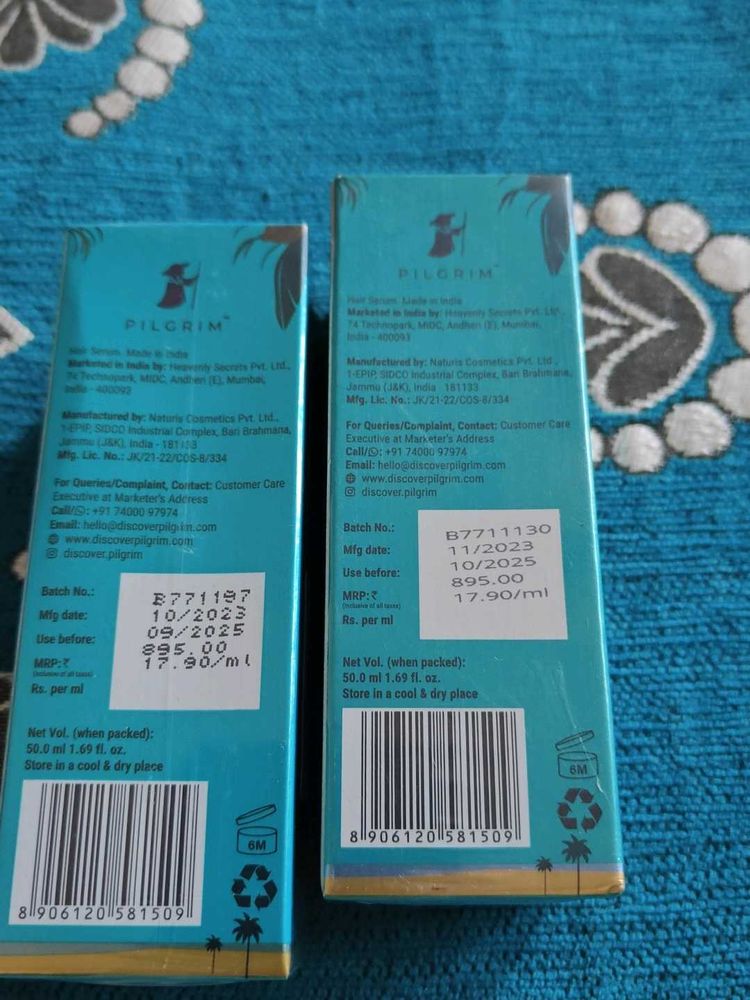 PILGRIM™
Hair Serum. Made in India
Marketed in India by: Heavenly Secrets Pvt. Ltd.,
74 Technopark, MIDC, Andheri (E), Mumbai,
India - 400093
Manufactured by: Naturis Cosmetics Pvt. Ltd.,
1-EPIP, SIDCO Industrial Complex, Bari Brahmana,
Jammu (J&K), India - 181133
Mfg. Lic. No.: JK/21-22/COS-8/334
For Queries/Complaint, Contact: Customer Care
Executive at Marketer's Address
Call/: +91 74000 97974
Email: hello@discoverpilgrim.com
www.discoverpilgrim.com
discover.pilgrim
Batch No.: B771197
Mfg date: 10/2023
Use before: 09/2025
MRP:₹ 895.00
(Inclusive of all taxes)
Rs. per ml 17.90/ml
Net Vol. (when packed):
50.0 ml 1.69 fl. oz.
Store in a cool & dry place
6M
8 906120 581509
PILGRIM™
Hair Serum. Made in India
Marketed in India by: Heavenly Secrets Pvt. Ltd.,
74 Technopark, MIDC, Andheri (E), Mumbai,
India - 400093
Manufactured by: Naturis Cosmetics Pvt. Ltd.,
1-EPIP, SIDCO Industrial Complex, Bari Brahmana,
Jammu (J&K), India 181133
Mfg. Lic. No.: JK/21-22/COS-8/334
For Queries/Complaint, Contact: Customer Care
Executive at Marketer's Address
Call/: +91 74000 97974
Email: hello@discoverpilgrim.com
www.discoverpilgrim.com
discover.pilgrim
Batch No.: B7711130
Mfg date: 11/2023
Use before: 10/2025
MRP:₹ 895.00
(Inclusive of all taxes)
Rs. per ml 17.90/ml
Net Vol. (when packed):
50.0 ml 1.69 fl. oz.
Store in a cool & dry place
6M
8 906120 581509